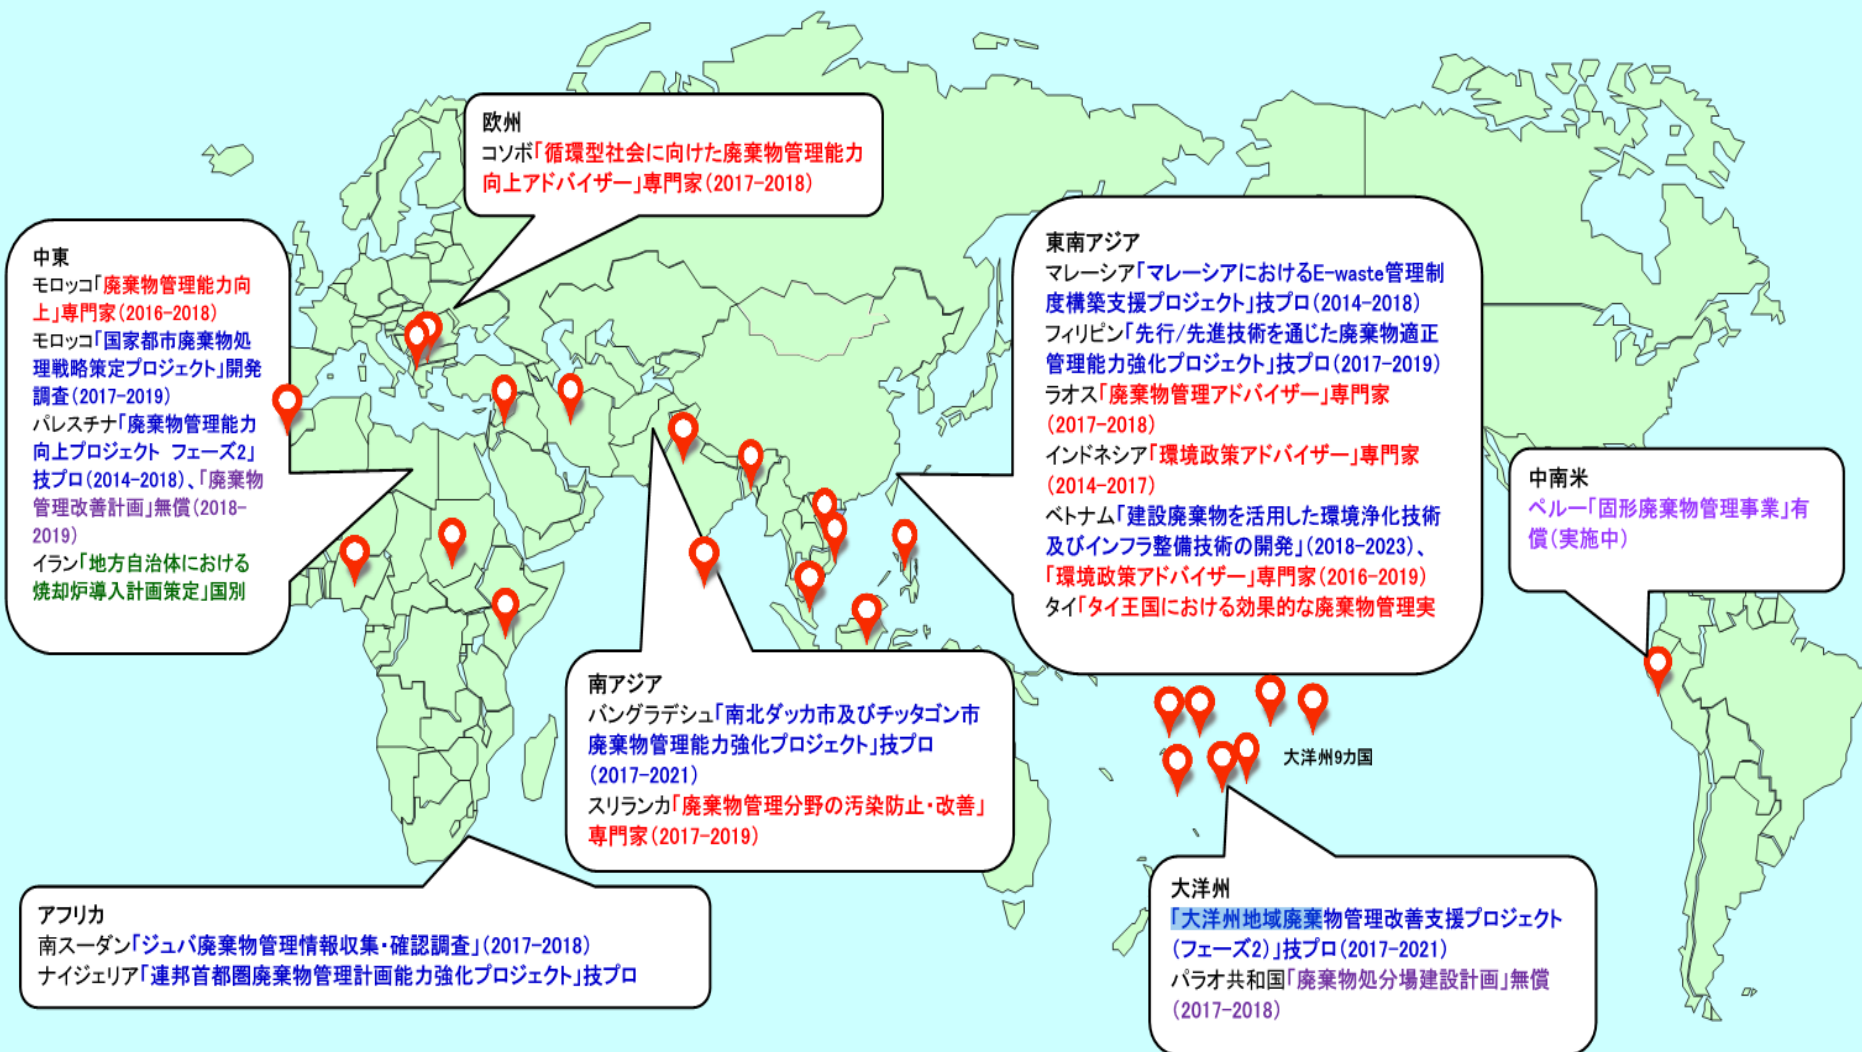 欧州
コソボ「循環型社会に向けた廃棄物管理能力
向上アドバイザー」専門家(2017-2018)
中東
モロッコ「廃棄物管理能力向
上」専門家(2016-2018)
モロッコ「国家都市廃棄物処
理戦略策定プロジェクト」開発
調査(2017-2019)
パレスチナ「廃棄物管理能力
向上プロジェクト フェーズ2」
技プロ(2014-2018)、「廃棄物
管理改善計画」無償(2018-
2019)
イラン「地方自治体における
焼却炉導入計画策定」国別
東南アジア
マレーシア「マレーシアにおけるE-waste管理制
度構築支援プロジェクト」技プロ(2014-2018)
フィリピン「先行/先進技術を通じた廃棄物適正
管理能力強化プロジェクト」技プロ(2017-2019)
ラオス「廃棄物管理アドバイザー」専門家
(2017-2018)
インドネシア「環境政策アドバイザー」専門家
(2014-2017)
ベトナム「建設廃棄物を活用した環境浄化技術
及びインフラ整備技術の開発」(2018-2023)、
「環境政策アドバイザー」専門家(2016-2019)
タイ「タイ王国における効果的な廃棄物管理実
中南米
ペルー「固形廃棄物管理事業」有
償(実施中)
南アジア
バングラデシュ「南北ダッカ市及びチッタゴン市
廃棄物管理能力強化プロジェクト」技プロ
(2017-2021)
スリランカ「廃棄物管理分野の汚染防止・改善」
専門家(2017-2019)
大洋州9カ国
大洋州
「大洋州地域廃棄物管理改善支援プロジェクト
(フェーズ2)」技プロ(2017-2021)
パラオ共和国「廃棄物処分場建設計画」無償
(2017-2018)
アフリカ
南スーダン「ジュバ廃棄物管理情報収集・確認調査」(2017-2018)
ナイジェリア「連邦首都圏廃棄物管理計画能力強化プロジェクト」技プロ